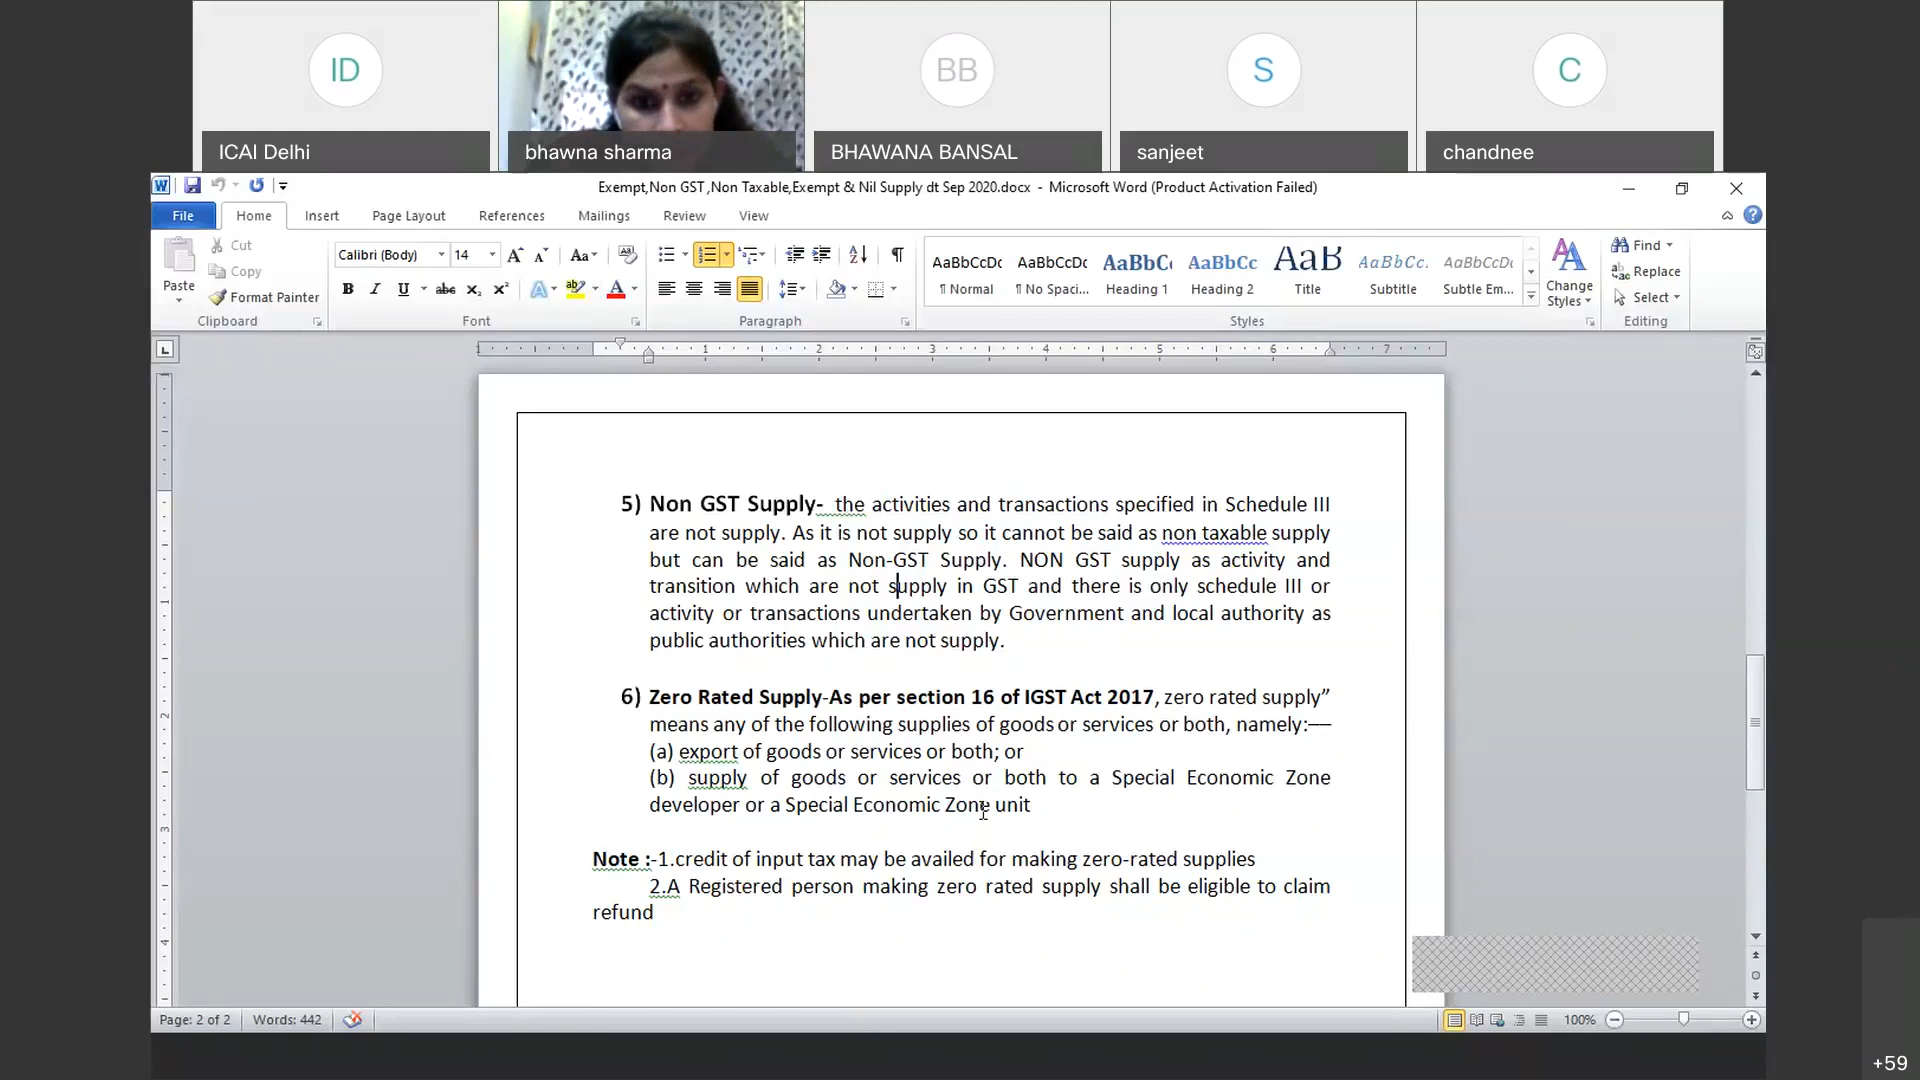 ID
BB
S
C
ICAI Delhi
bhawna sharma
BHAWANA BANSAL
sanjeet
chandnee
Exempt,Non GST ,Non Taxable,Exempt & Nil Supply dt Sep 2020.docx - Microsoft Word (Product Activation Failed)
File Home Insert Page Layout References Mailings Review View
Paste
Cut
Copy
Format Painter
Clipboard
Calibri (Body) 14
Font
Paragraph
AaBbCcDc AaBbCcDc AaBbC AaBbCc AaB AaBbCc. AaBbCcDc
¶ Normal ¶ No Spaci... Heading 1 Heading 2 Title Subtitle Subtle Em...
Change
Styles
Styles
Find
Replace
Select
Editing
1 1 2 3 4 5 6 7
5) Non GST Supply- the activities and transactions specified in Schedule III
are not supply. As it is not supply so it cannot be said as non taxable supply
but can be said as Non-GST Supply. NON GST supply as activity and
transition which are not supply in GST and there is only schedule III or
activity or transactions undertaken by Government and local authority as
public authorities which are not supply.
6) Zero Rated Supply-As per section 16 of IGST Act 2017, zero rated supply”
means any of the following supplies of goods or services or both, namely:—
(a) export of goods or services or both; or
(b) supply of goods or services or both to a Special Economic Zone
developer or a Special Economic Zone unit
Note :-1.credit of input tax may be availed for making zero-rated supplies
2.A Registered person making zero rated supply shall be eligible to claim
refund
Page: 2 of 2 Words: 442
100%
+59